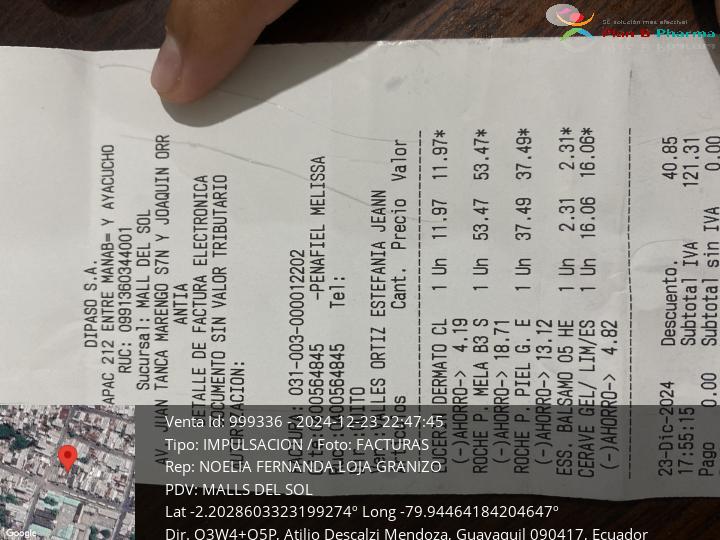 SE solución mas efectiva!
Plan B Pharma
DIPASO S.A.
APAC 212 ENTRE MANAB= Y AYACUCHO
RUC: 0991360344001
Sucursal: MALL DEL SOL
AV. JUAN TANCA MARENGO S7N Y JOAQUIN ORR
ANTIA
DETALLE DE FACTURA ELECTRONICA
DOCUMENTO SIN VALOR TRIBUTARIO
031-003-000012202
0500564845 -PENAFIEL MELISSA
0400564845 Tel:
ORTIZ ESTEFANIA JEANN
Cant. Precio Valor
DERMATO CL 1 Un 11.97 11.97*
(-)AHORRO-> 4.19
ROCHE P. MELA B3 S 1 Un 53.47 53.47*
(-)AHORRO-> 18.71
ROCHE P. PIEL G. E 1 Un 37.49 37.49*
(-)AHORRO-> 13.12
ESS. BALSAMO 05 HE 1 Un 2.31 2.31*
CERAVE GEL/ LIM/ES 1 Un 16.06 16.06*
(-)AHORRO-> 4.82
23-Dic-2024 Descuento. 40.85
17:55:15 Subtotal IVA 121.31
Pago 0.00 Subtotal sin IVA 0.00
Venta Id: 999336 - 2024-12-23 22:47:45
Tipo: IMPULSACION - Foto: FACTURAS
Rep: NOELIA FERNANDA LOJA GRANIZO
PDV: MALLS DEL SOL
Lat -2.2028603323199274º Long -79.94464184204647º
Dir. Q3W4+Q5P, Atilio Descalzi Mendoza, Guayaquil 090417, Ecuador
Google